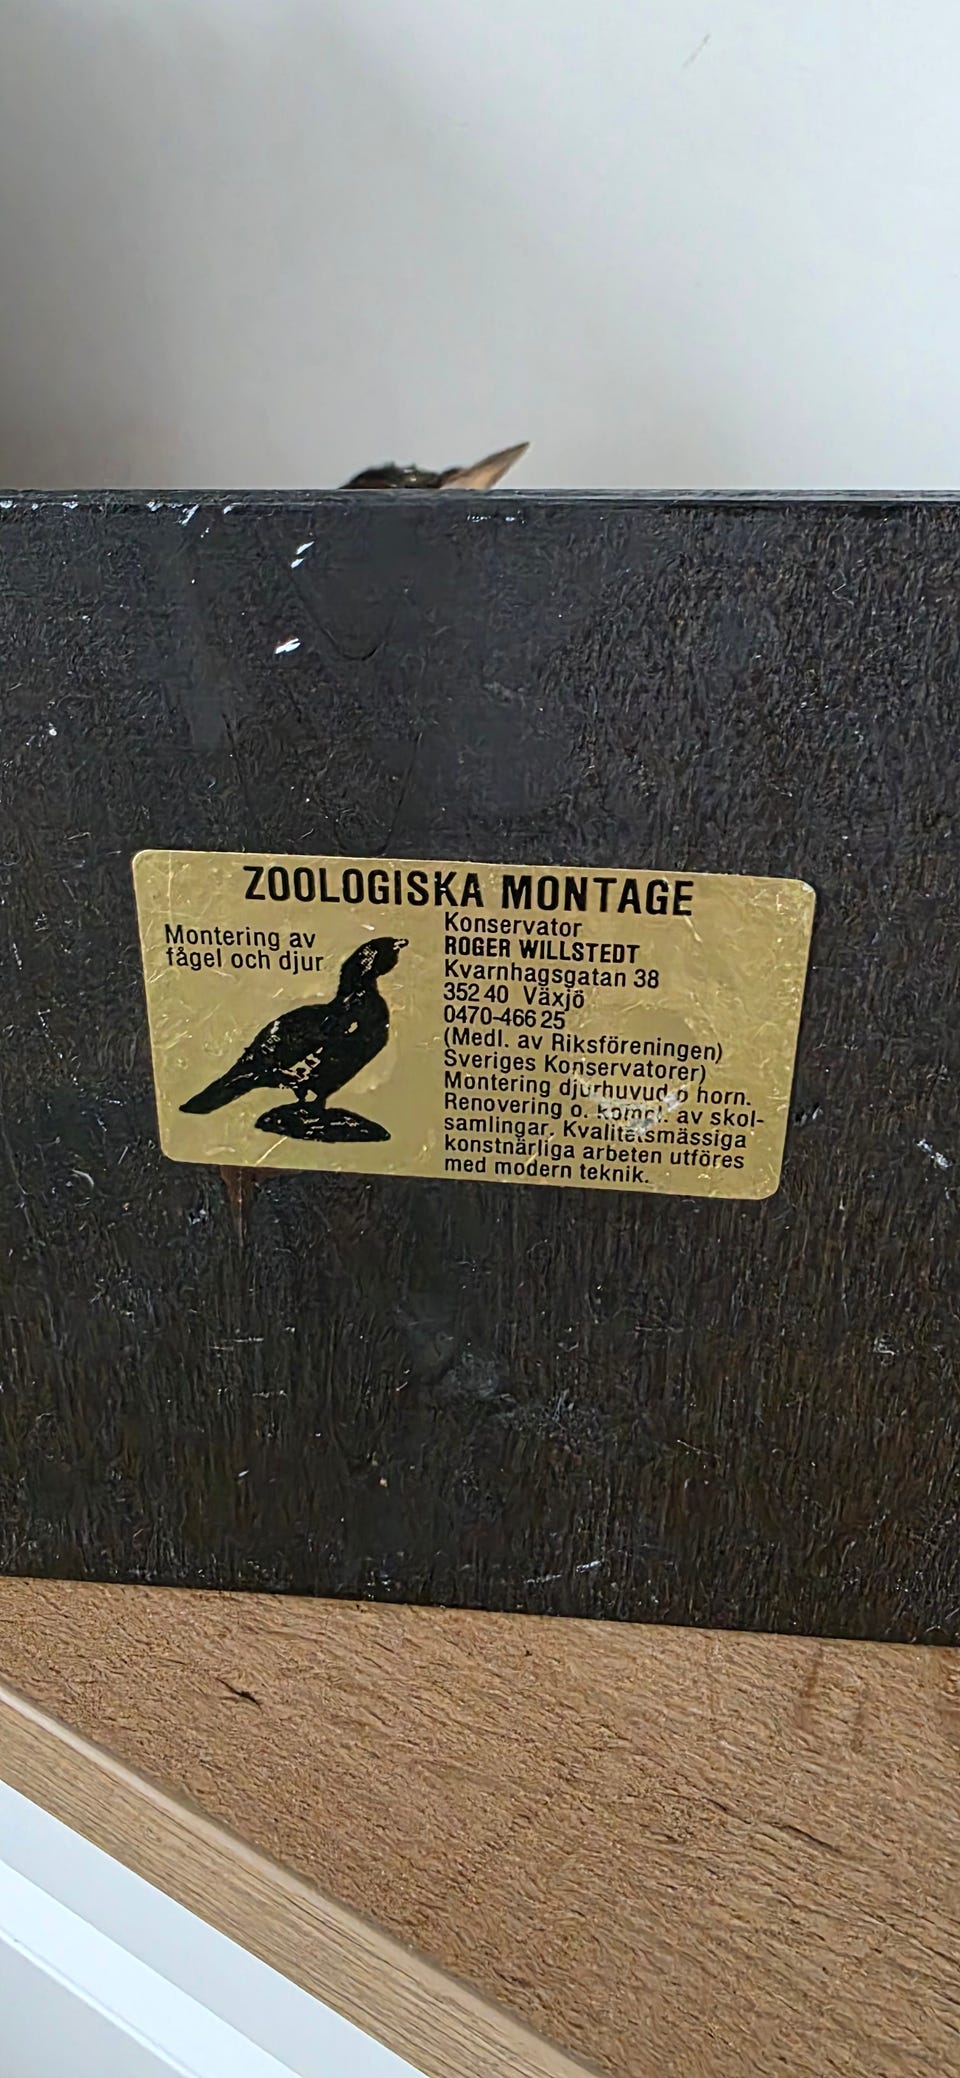 ZOOLOGISKA MONTAGE
Montering av
fågel och djur
Konservator
ROGER WILLSTEDT
Kvarnhagsgatan 38
352 40 Växjö
0470-466 25
(Medl. av Riksföreningen)
Sveriges Konservatorer)
Montering djurhuvud o horn.
Renovering o. kompl. av skol-
samlingar. Kvalitetsmässiga
konstnärliga arbeten utföres
med modern teknik.